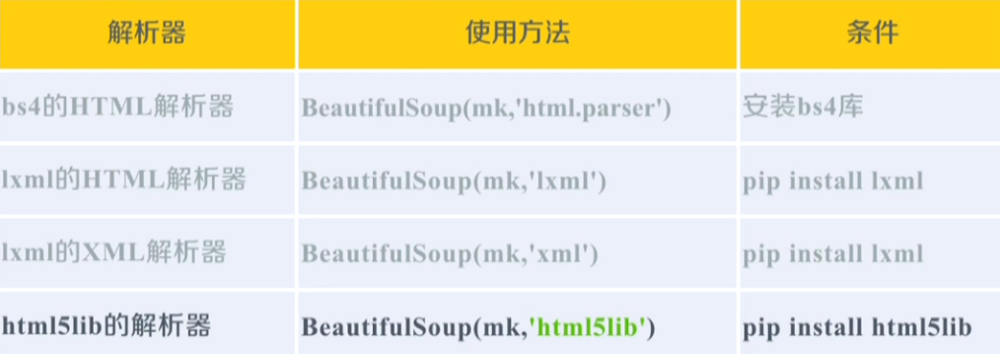 解析器 使用方法 条件
bs4的HTML解析器 BeautifulSoup(mk,'html.parser') 安装bs4库
lxml的HTML解析器 BeautifulSoup(mk,'lxml') pip install lxml
lxml的XML解析器 BeautifulSoup(mk,'xml') pip install lxml
html5lib的解析器 BeautifulSoup(mk,'html5lib') pip install html5lib